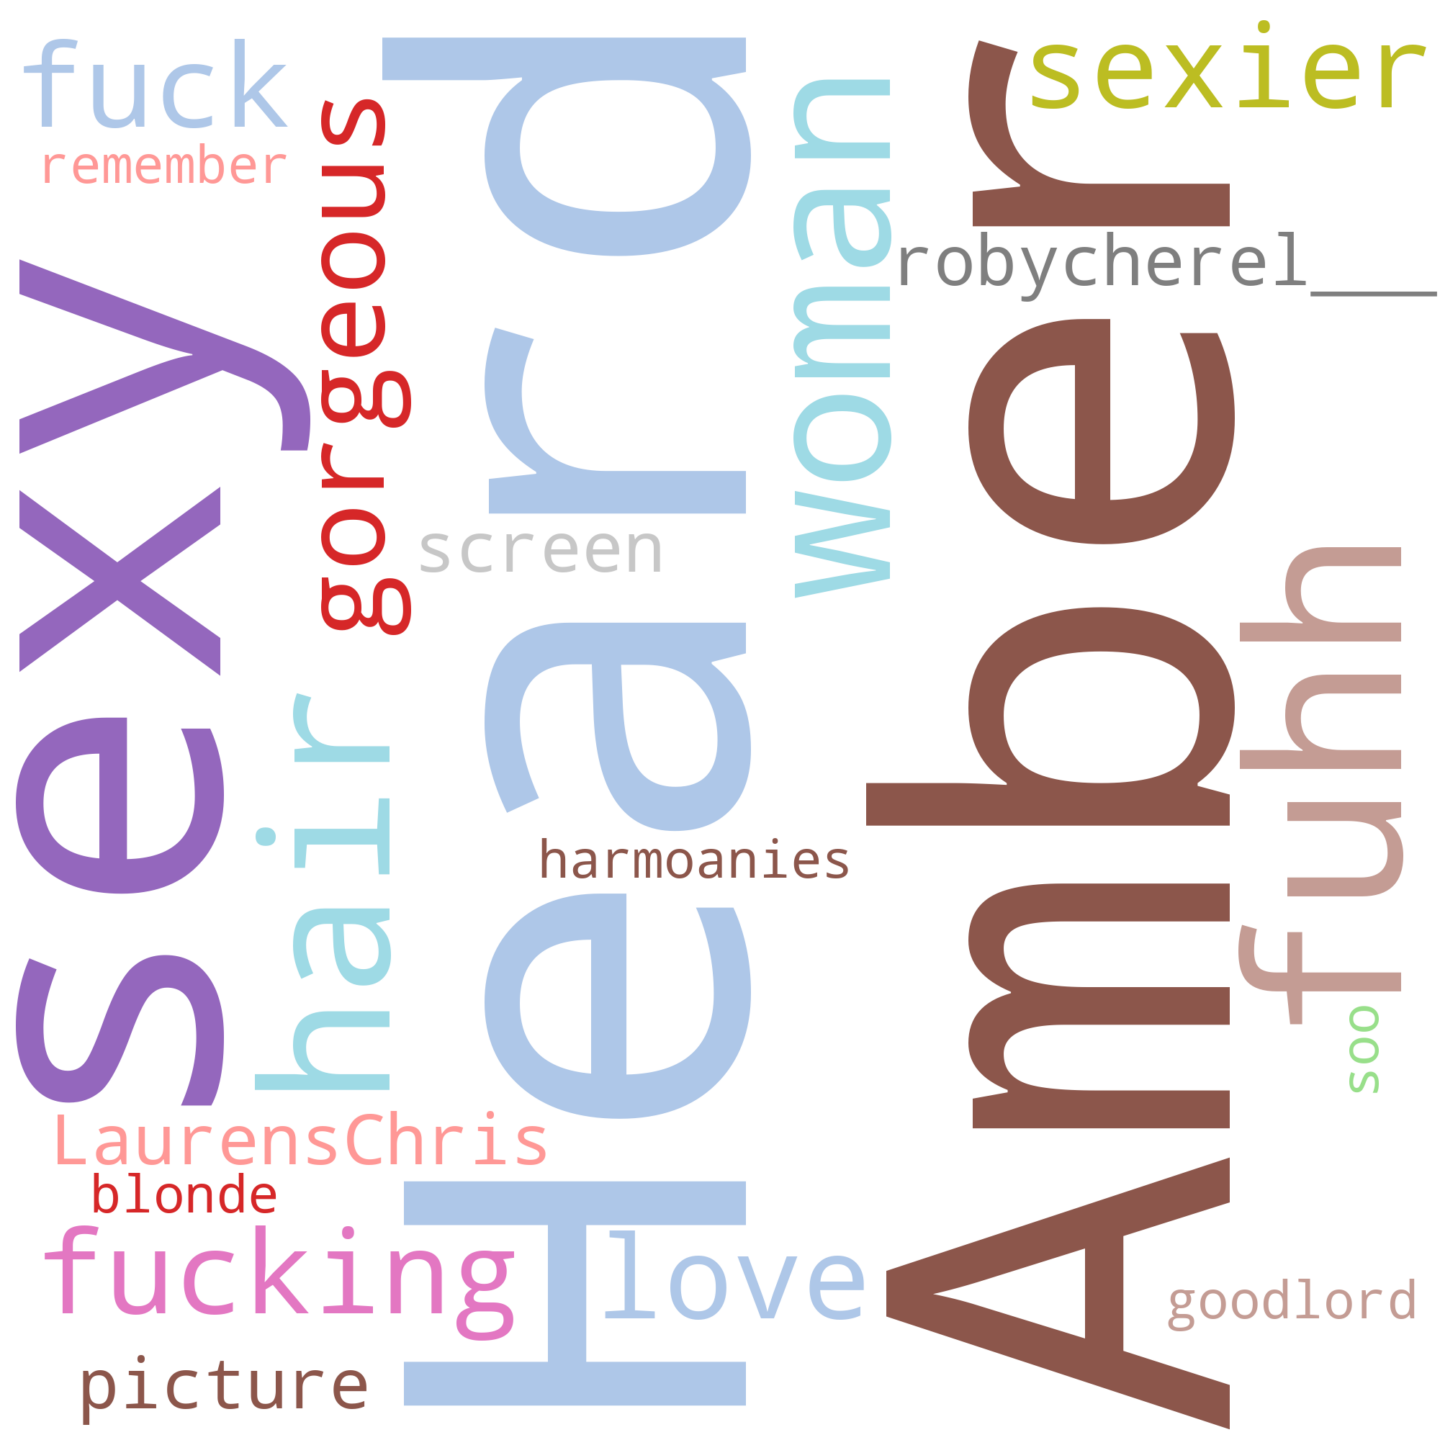 fuck
remember
sexy
gorgeous
Heard
woman
Amber
sexier
robycherel___
screen
hair
harmoanies
fuhh
soo
LaurensChris
blonde
fucking
love
goodlord
picture